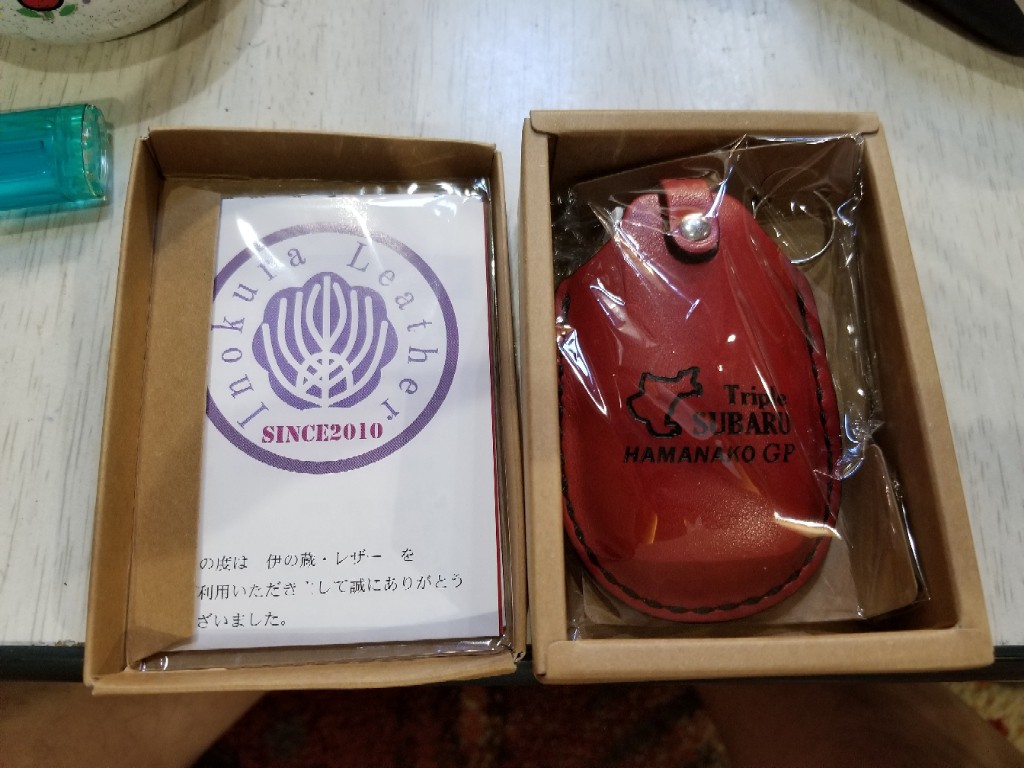 Inokura Leather
SINCE2010
の度は 伊の蔵・レザー を
利用いただき して誠にありがとう
ざいました。
Triple
SUBARU
HAMANAKO GP